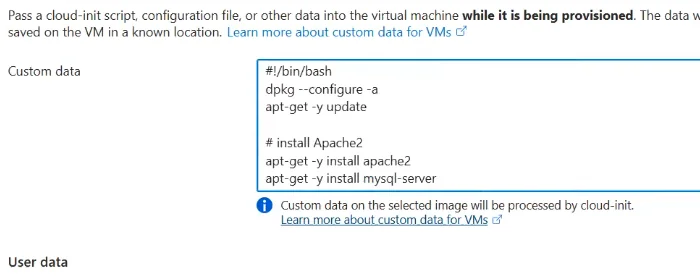 Pass a cloud-init script, configuration file, or other data into the virtual machine while it is being provisioned. The data
saved on the VM in a known location. Learn more about custom data for VMs
Custom data
#!/bin/bash
dpkg --configure -a
apt-get -y update
# install Apache2
apt-get -y install apache2
apt-get -y install mysql-server
Custom data on the selected image will be processed by cloud-init.
Learn more about custom data for VMs
User data